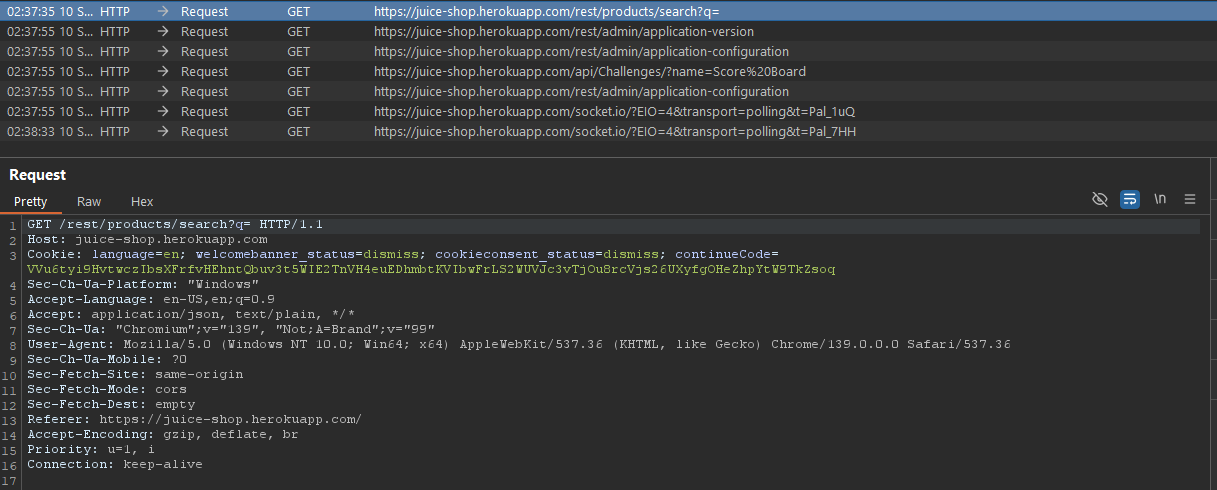 02:37:35 10 S... HTTP → Request GET https://juice-shop.herokuapp.com/rest/products/search?q=
02:37:55 10 S... HTTP → Request GET https://juice-shop.herokuapp.com/rest/admin/application-version
02:37:55 10 S... HTTP → Request GET https://juice-shop.herokuapp.com/rest/admin/application-configuration
02:37:55 10 S... HTTP → Request GET https://juice-shop.herokuapp.com/api/Challenges/?name=Score%20Board
02:37:55 10 S... HTTP → Request GET https://juice-shop.herokuapp.com/rest/admin/application-configuration
02:37:55 10 S... HTTP → Request GET https://juice-shop.herokuapp.com/socket.io/?EIO=4&transport=polling&t=Pal_1uQ
02:38:33 10 S... HTTP → Request GET https://juice-shop.herokuapp.com/socket.io/?EIO=4&transport=polling&t=Pal_7HH
Request
Pretty Raw Hex \n
1 GET /rest/products/search?q= HTTP/1.1
2 Host: juice-shop.herokuapp.com
3 Cookie: language=en; welcomebanner_status=dismiss; cookieconsent_status=dismiss; continueCode=
VVu6tyi9HvtwczIbsXFrfvHEhntQbuv3t5WIE2TnVH4euEDhmbtKVIbwFrLS2WUVJc3vTjOu8rcVjs26UXyfgOHeZhpYtW9TkZsoq
4 Sec-Ch-Ua-Platform: "Windows"
5 Accept-Language: en-US,en;q=0.9
6 Accept: application/json, text/plain, */*
7 Sec-Ch-Ua: "Chromium";v="139", "Not;A=Brand";v="99"
8 User-Agent: Mozilla/5.0 (Windows NT 10.0; Win64; x64) AppleWebKit/537.36 (KHTML, like Gecko) Chrome/139.0.0.0 Safari/537.36
9 Sec-Ch-Ua-Mobile: ?0
10 Sec-Fetch-Site: same-origin
11 Sec-Fetch-Mode: cors
12 Sec-Fetch-Dest: empty
13 Referer: https://juice-shop.herokuapp.com/
14 Accept-Encoding: gzip, deflate, br
15 Priority: u=1, i
16 Connection: keep-alive
17